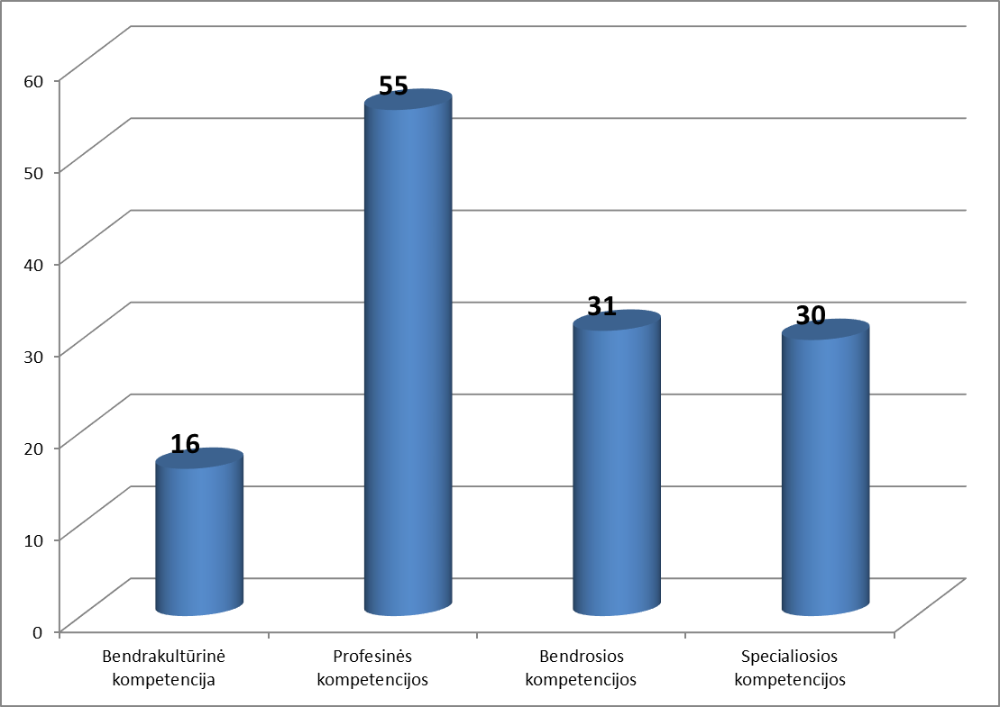 60
50
40
30
20
10
0
55
31
30
16
Bendrakultūrinė
kompetencija
Profesinės
kompetencijos
Bendrosios
kompetencijos
Specialiosios
kompetencijos